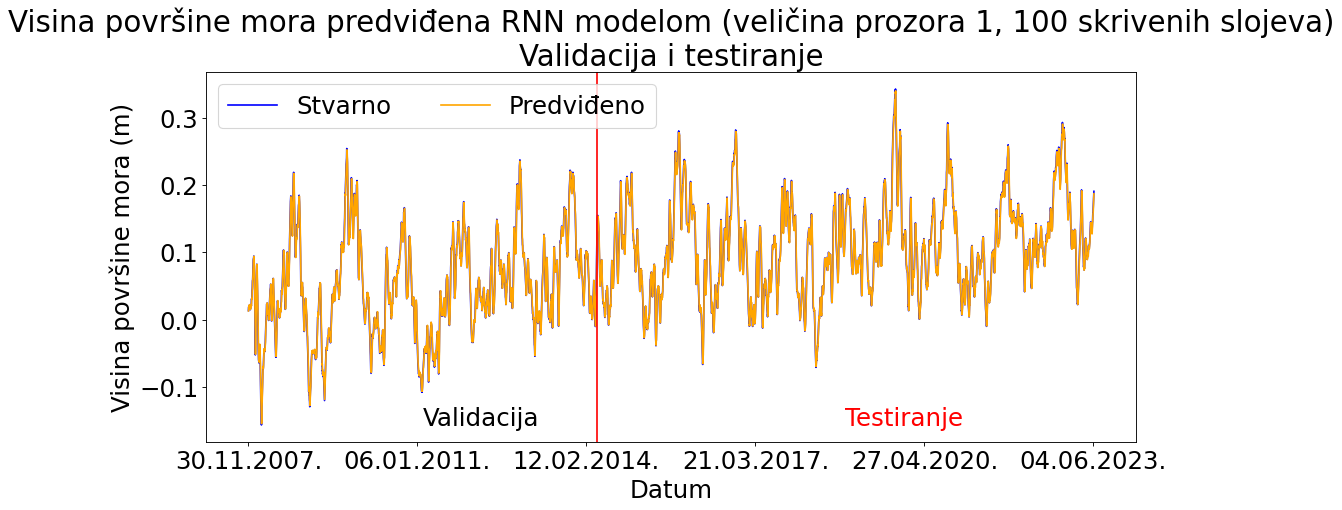 Visina površine mora predviđena RNN modelom (veličina prozora 1, 100 skrivenih slojeva)
Validacija i testiranje
Stvarno
Predviđeno
Visina površine mora (m)
0.3
0.2
0.1
0.0
−0.1
Validacija
Testiranje
30.11.2007.
06.01.2011.
12.02.2014.
21.03.2017.
27.04.2020.
04.06.2023.
Datum